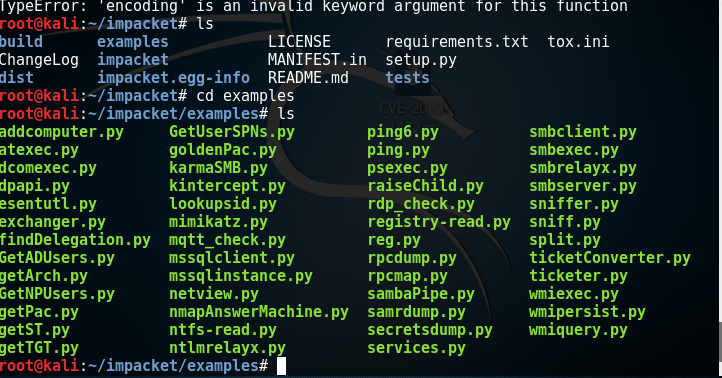 TypeError: 'encoding' is an invalid keyword argument for this function
root@kali:~/impacket# ls
build examples LICENSE requirements.txt tox.ini
ChangeLog impacket MANIFEST.in setup.py
dist impacket.egg-info README.md tests
root@kali:~/impacket# cd examples
root@kali:~/impacket/examples# ls
addcomputer.py GetUserSPNs.py ping6.py smbclient.py
atexec.py goldenPac.py ping.py smbexec.py
dcomexec.py karmaSMB.py psexec.py smbrelayx.py
dpapi.py kintercept.py raiseChild.py smbserver.py
esentutl.py lookupsid.py rdp_check.py sniffer.py
exchanger.py mimikatz.py registry-read.py sniff.py
findDelegation.py mqtt_check.py reg.py split.py
GetADUsers.py mssqlclient.py rpcdump.py ticketConverter.py
getArch.py mssqlinstance.py rpcmap.py ticketer.py
GetNPUsers.py netview.py sambaPipe.py wmiexec.py
getPac.py nmapAnswerMachine.py samrdump.py wmipersist.py
getST.py ntfs-read.py secretsdump.py wmiquery.py
getTGT.py ntlmrelayx.py services.py
root@kali:~/impacket/examples#